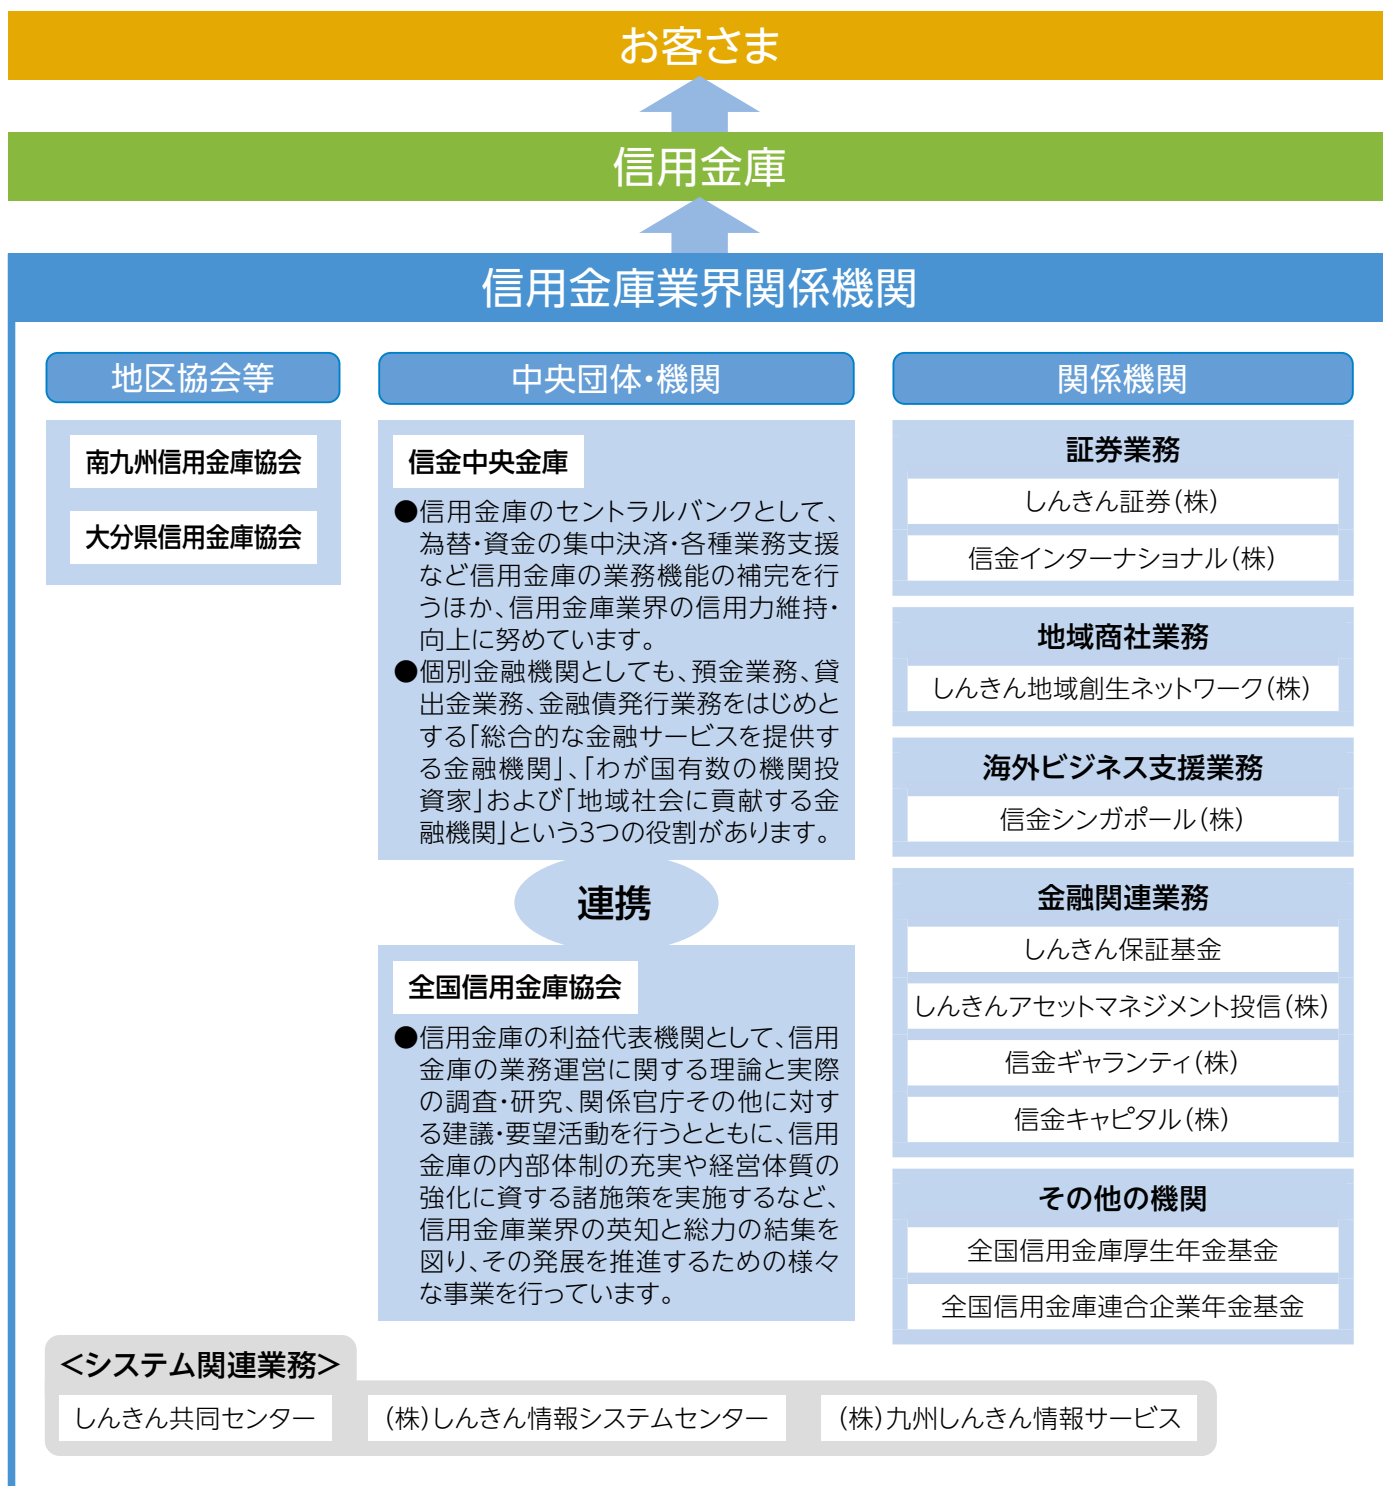 お客さま
信用金庫
信用金庫業界関係機関
地区協会等
南九州信用金庫協会
大分県信用金庫協会
中央団体・機関
信金中央金庫
●信用金庫のセントラルバンクとして、
為替・資金の集中決済・各種業務支援
など信用金庫の業務機能の補完を行
うほか、信用金庫業界の信用力維持・
向上に努めています。
●個別金融機関としても、預金業務、貸
出金業務、金融債発行業務をはじめと
する「総合的な金融サービスを提供す
る金融機関」、「わが国有数の機関投
資家」および「地域社会に貢献する金
融機関」という3つの役割があります。
連携
全国信用金庫協会
●信用金庫の利益代表機関として、信用
金庫の業務運営に関する理論と実際
の調査・研究、関係官庁その他に対す
る建議・要望活動を行うとともに、信用
金庫の内部体制の充実や経営体質の
強化に資する諸施策を実施するなど、
信用金庫業界の英知と総力の結集を
図り、その発展を推進するための様々
な事業を行っています。
関係機関
証券業務
しんきん証券(株)
信金インターナショナル(株)
地域商社業務
しんきん地域創生ネットワーク(株)
海外ビジネス支援業務
信金シンガポール(株)
金融関連業務
しんきん保証基金
しんきんアセットマネジメント投信(株)
信金ギャランティ(株)
信金キャピタル(株)
その他の機関
全国信用金庫厚生年金基金
全国信用金庫連合企業年金基金
<システム関連業務>
しんきん共同センター
(株)しんきん情報システムセンター
(株)九州しんきん情報サービス